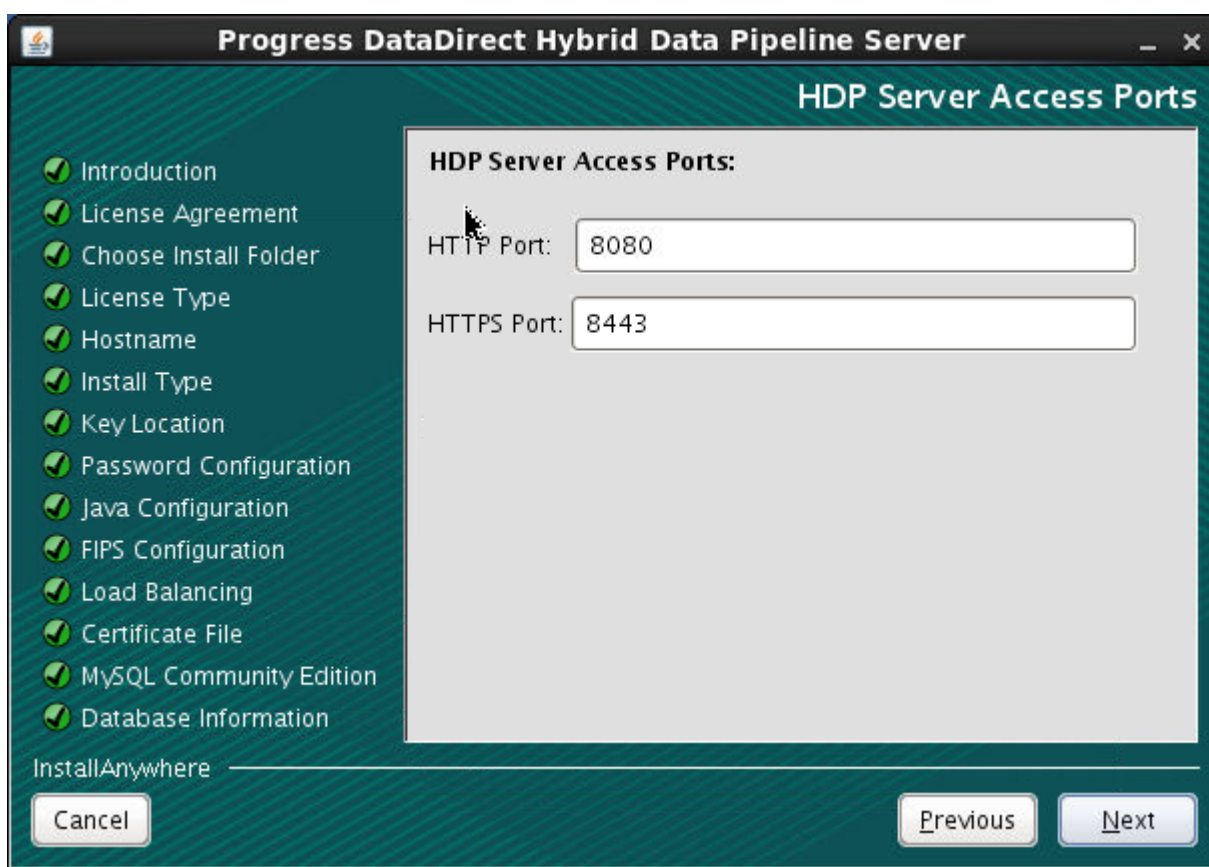 Progress DataDirect Hybrid Data Pipeline Server
HDP Server Access Ports
Introduction
License Agreement
Choose Install Folder
License Type
Hostname
Install Type
Key Location
Password Configuration
Java Configuration
FIPS Configuration
Load Balancing
Certificate File
MySQL Community Edition
Database Information
HDP Server Access Ports:
HTTP Port: 8080
HTTPS Port: 8443
InstallAnywhere
Cancel
Previous
Next